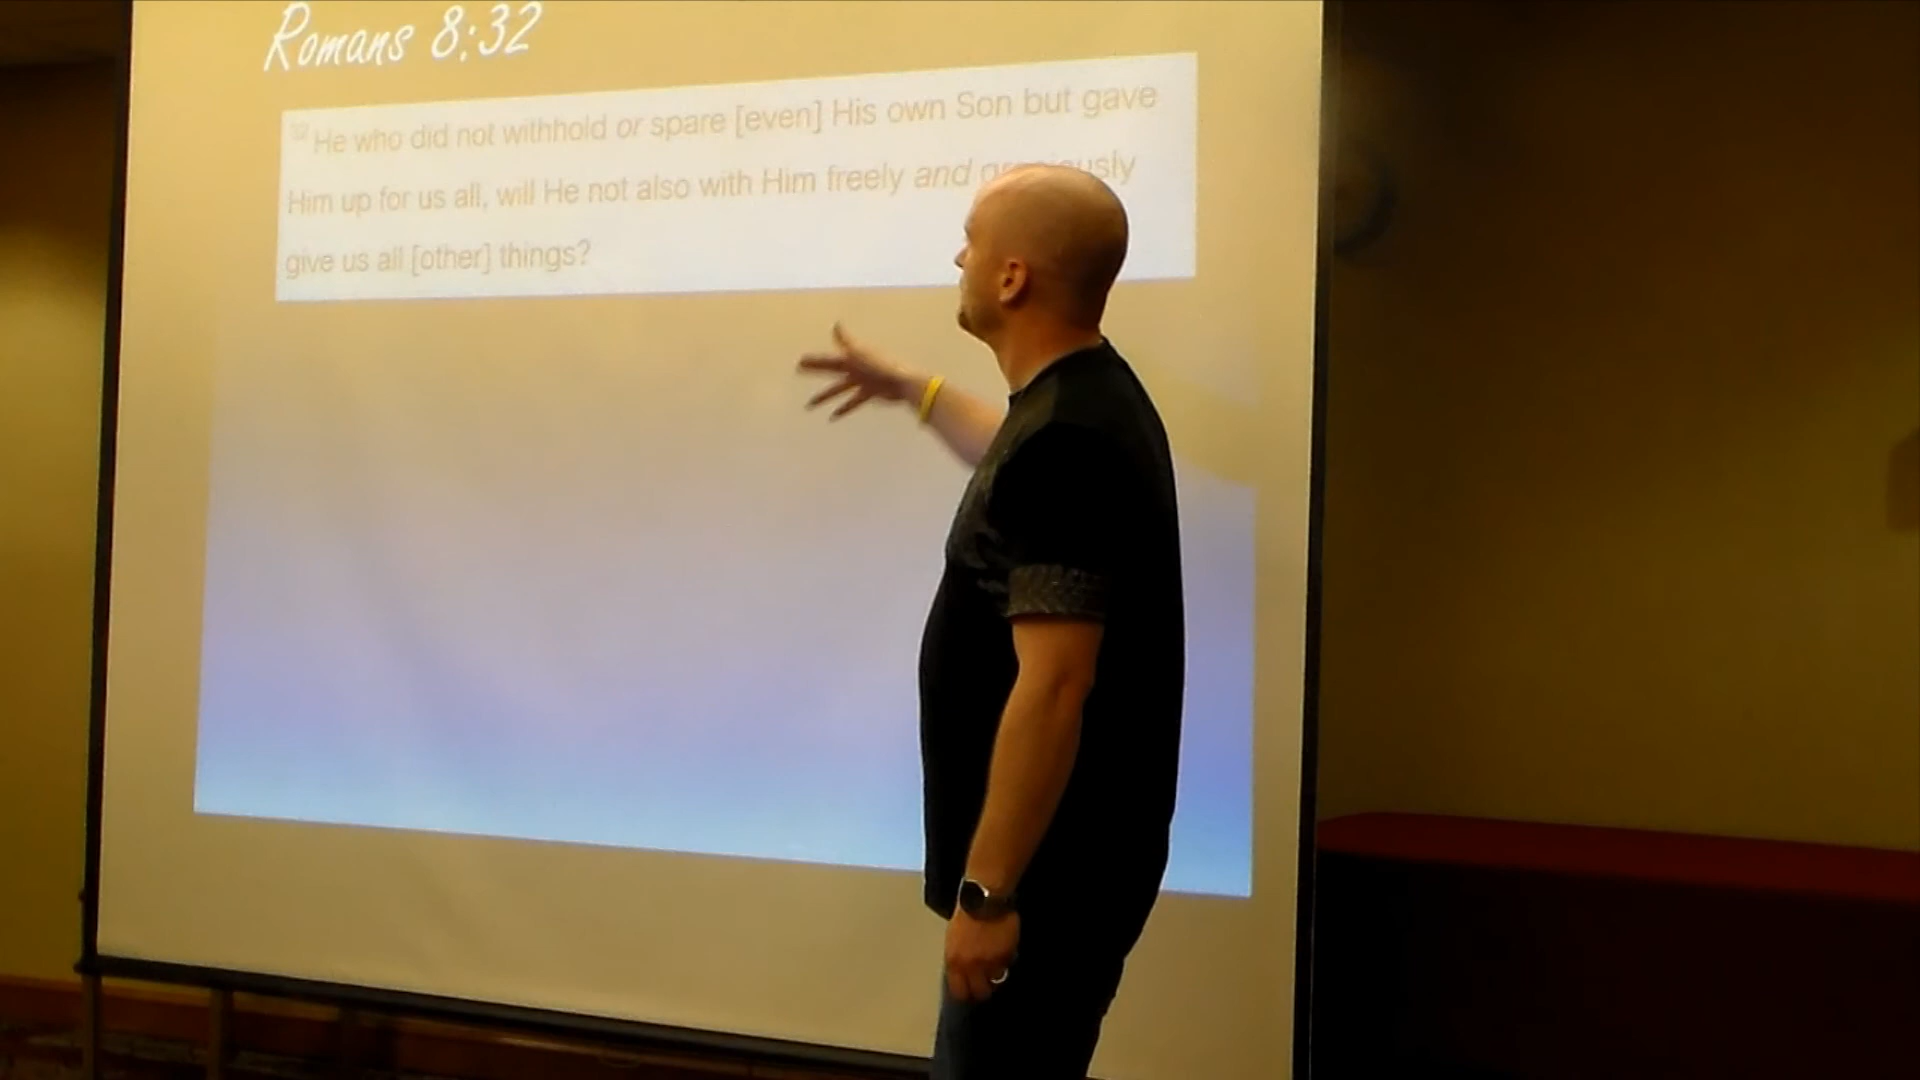 Romans 8:32
32 He who did not withhold or spare [even] His own Son but gave
Him up for us all, will He not also with Him freely and graciously
give us all [other] things?